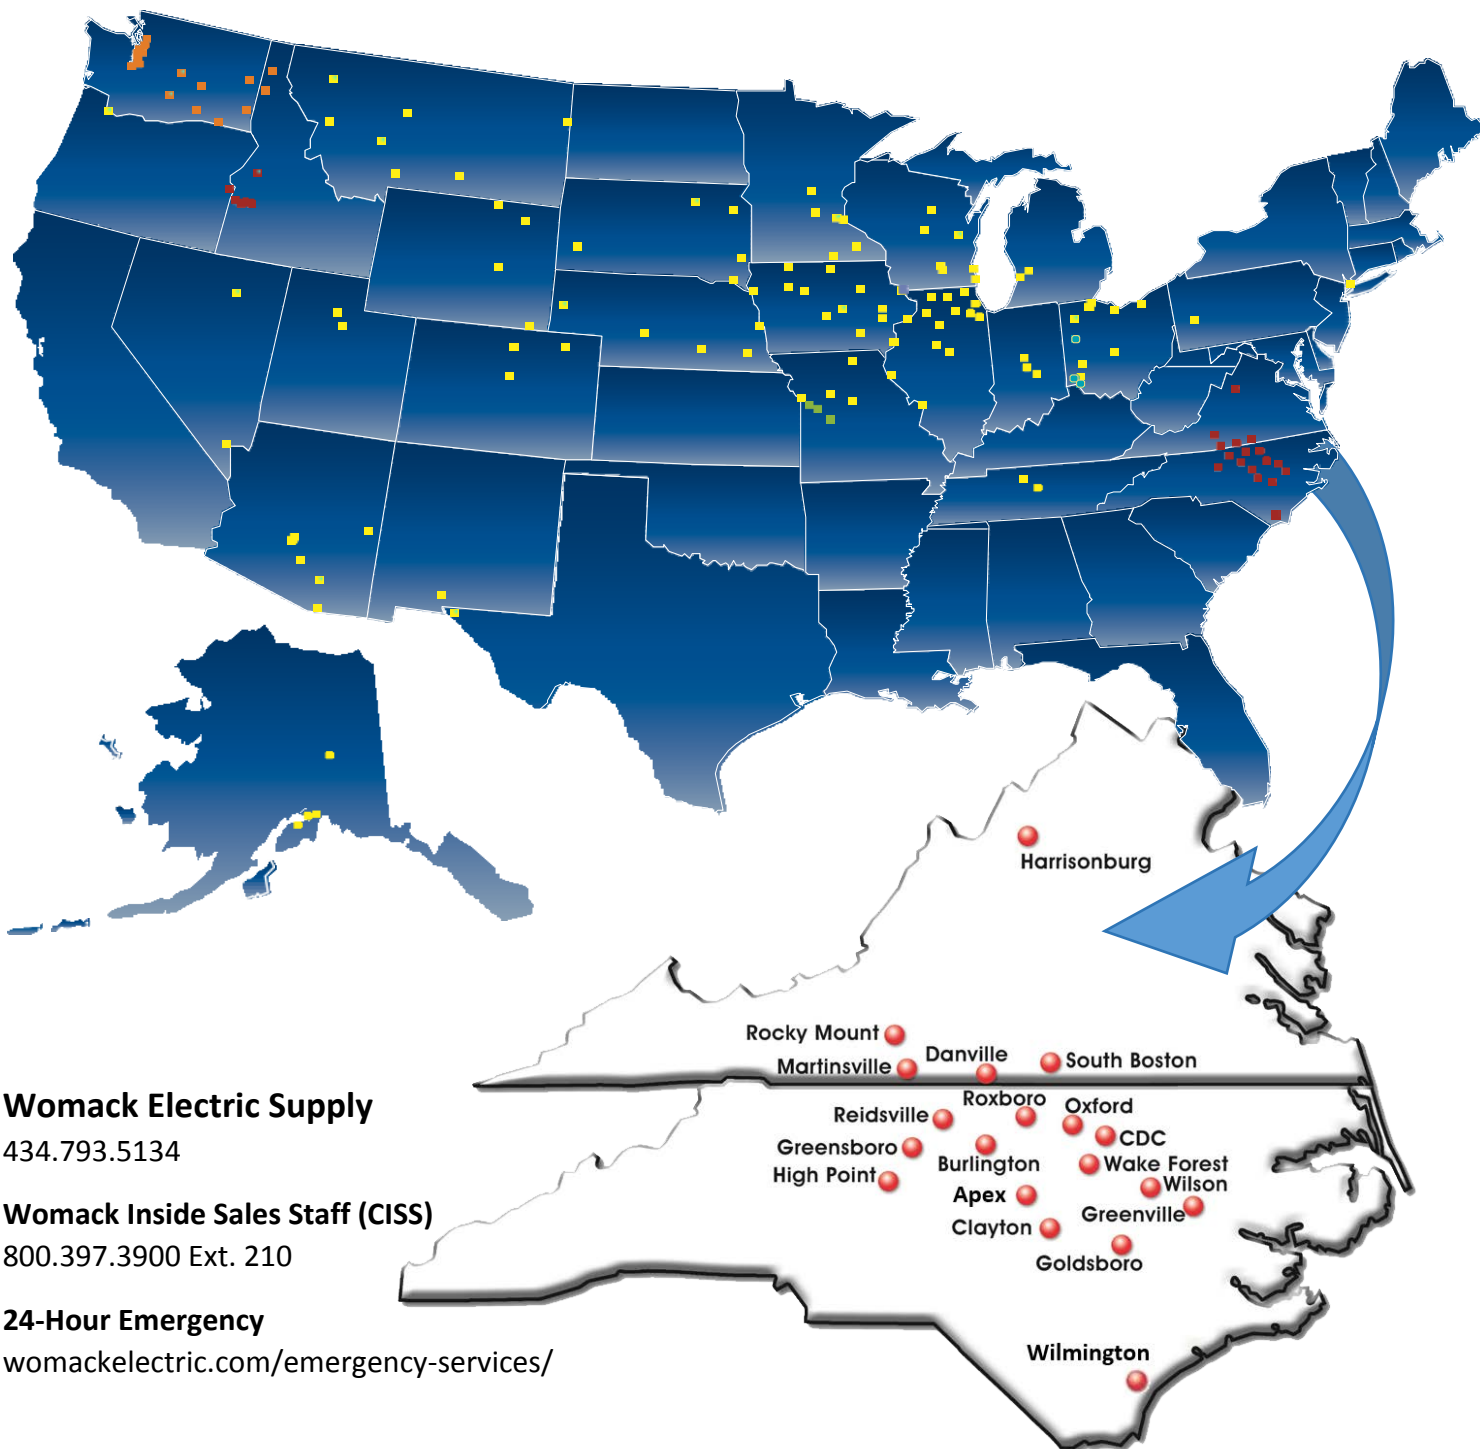 Harrisonburg
Rocky Mount
Martinsville
Danville
South Boston
Reidsville
Roxboro
Oxford
Greensboro
CDC
Burlington
Wake Forest
High Point
Apex
Wilson
Greenville
Clayton
Goldsboro
Wilmington
Womack Electric Supply
434.793.5134
Womack Inside Sales Staff (CISS)
800.397.3900 Ext. 210
24-Hour Emergency
womackelectric.com/emergency-services/